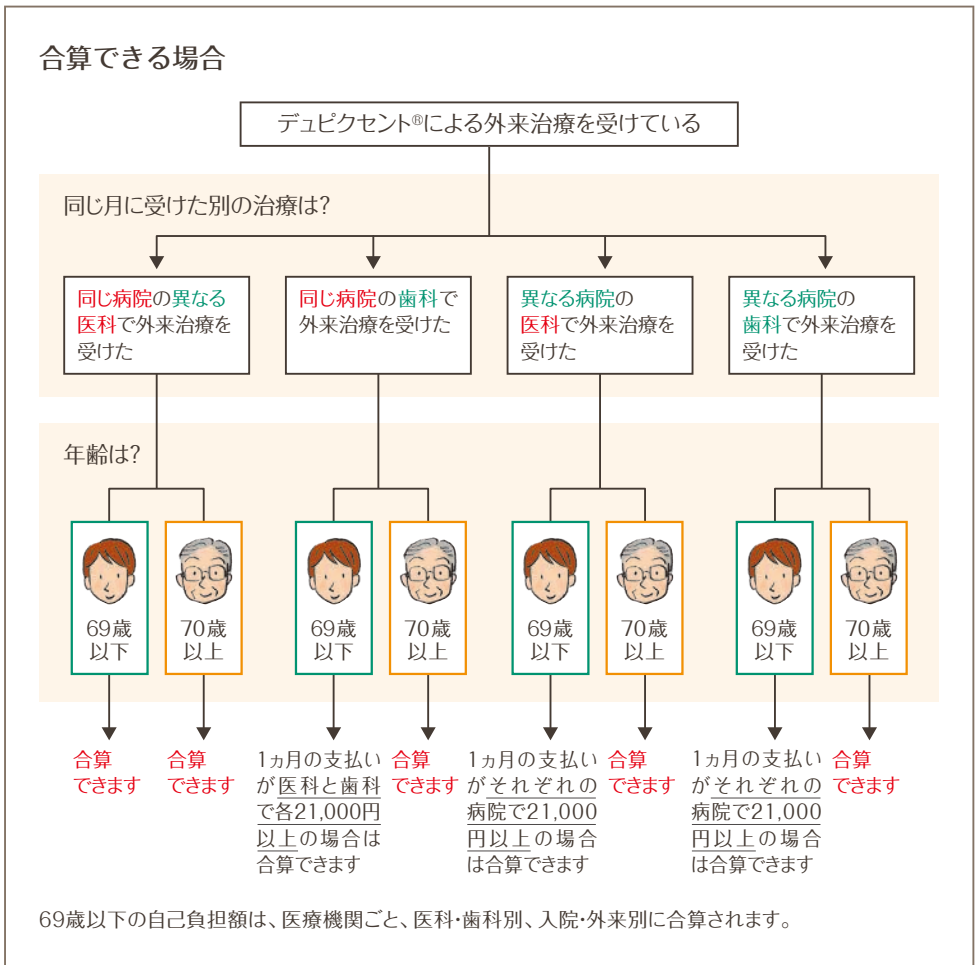 合算できる場合
デュピクセント®による外来治療を受けている
同じ月に受けた別の治療は?
同じ病院の異なる
医科で外来治療を
受けた
同じ病院の歯科で
外来治療を受けた
異なる病院の
医科で外来治療を
受けた
異なる病院の
歯科で外来治療を
受けた
年齢は?
69歳
以下
70歳
以上
69歳
以下
70歳
以上
69歳
以下
70歳
以上
69歳
以下
70歳
以上
合算
できます
合算
できます
1ヵ月の支払い
が医科と歯科
で各21,000円
以上の場合は
合算できます
合算
できます
1ヵ月の支払い
がそれぞれの
病院で21,000
円以上の場合
は合算できます
合算
できます
1ヵ月の支払い
がそれぞれの
病院で21,000
円以上の場合
は合算できます
合算
できます
69歳以下の自己負担額は、医療機関ごと、医科・歯科別、入院・外来別に合算されます。